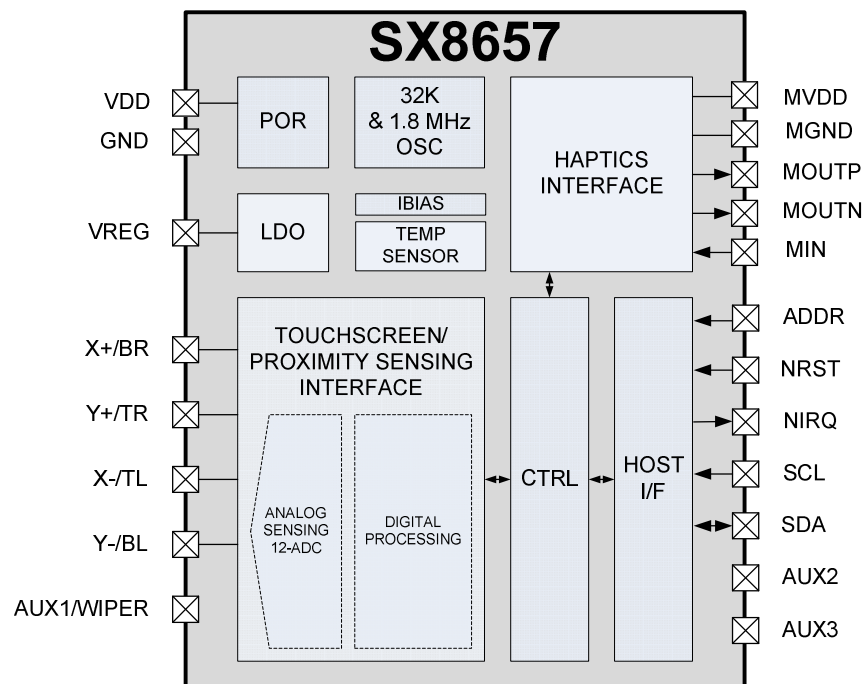 SX8657
VDD
GND
VREG
X+/BR
Y+/TR
X-/TL
Y-/BL
AUX1/WIPER
POR
32K
& 1.8 MHz
OSC
LDO
IBIAS
TEMP
SENSOR
HAPTICS
INTERFACE
TOUCHSCREEN/
PROXIMITY SENSING
INTERFACE
ANALOG
SENSING
12-ADC
DIGITAL
PROCESSING
CTRL
HOST
I/F
MVDD
MGND
MOUTP
MOUTN
MIN
ADDR
NRST
NIRQ
SCL
SDA
AUX2
AUX3